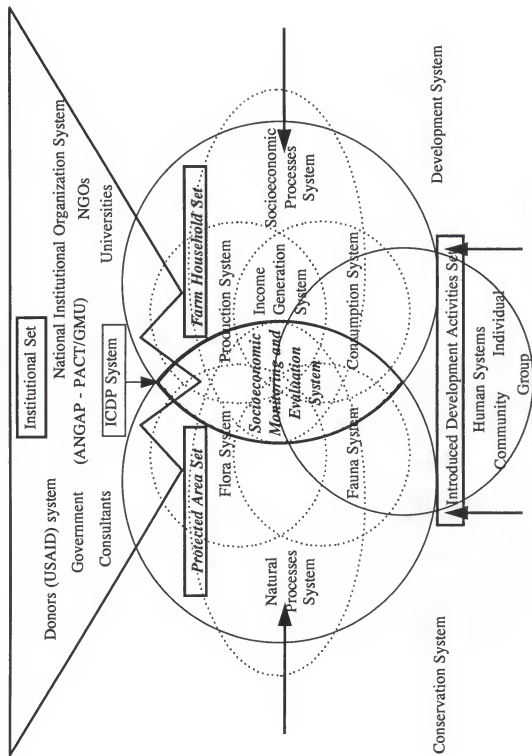 Institutional Set
Donors (USAID) system
National Institutional Organization System
Government
(ANGAP - PACT/GMU)
NGOs
Consultants
ICDP System
Universities
Protected Area Set
Farm Household Set
Flora System
Production System
Natural
Processes
System
Socioeconomic
Monitoring and
Evaluation
System
Income
Generation
System
Socioeconomic
Processes
System
Fauna System
Consumption System
Conservation System
Development System
Introduced Development Activities Set
Human Systems
Community
Individual
Group